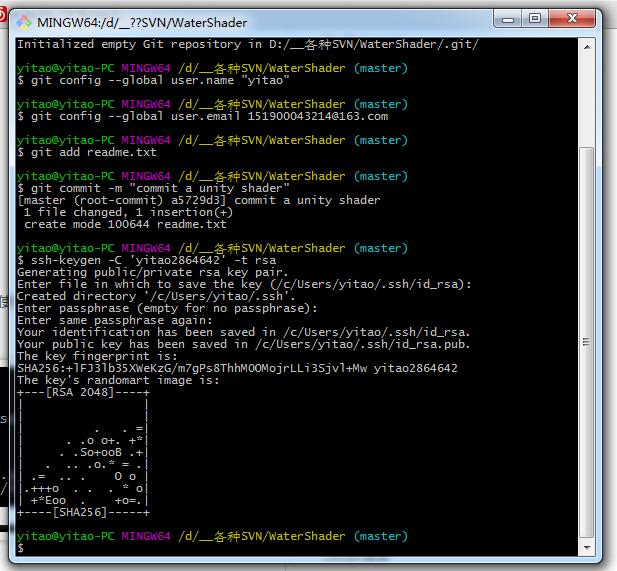 MINGW64:/d/__??SVN/WaterShader
Initialized empty Git repository in D:/__各种SVN/WaterShader/.git/
yitao@yitao-PC MINGW64 /d/__各种SVN/WaterShader (master)
$ git config --global user.name "yitao"
yitao@yitao-PC MINGW64 /d/__各种SVN/WaterShader (master)
$ git config --global user.email 151900043214@163.com
yitao@yitao-PC MINGW64 /d/__各种SVN/WaterShader (master)
$ git add readme.txt
yitao@yitao-PC MINGW64 /d/__各种SVN/WaterShader (master)
$ git commit -m "commit a unity shader"
[master (root-commit) a5729d3] commit a unity shader
 1 file changed, 1 insertion(+)
 create mode 100644 readme.txt
yitao@yitao-PC MINGW64 /d/__各种SVN/WaterShader (master)
$ ssh-keygen -C 'yitao2864642' -t rsa
Generating public/private rsa key pair.
Enter file in which to save the key (/c/Users/yitao/.ssh/id_rsa):
Created directory '/c/Users/yitao/.ssh'.
Enter passphrase (empty for no passphrase):
Enter same passphrase again:
Your identification has been saved in /c/Users/yitao/.ssh/id_rsa.
Your public key has been saved in /c/Users/yitao/.ssh/id_rsa.pub.
The key fingerprint is:
SHA256:+lFJ3lb35XWeKzG/m7gPs8ThhMOOMojrLLi3Sjvl+Mw yitao2864642
The key's randomart image is:
+---[RSA 2048]----+
|                 |
|                 |
|          .   . =|
|      . .o o+. +*|
|     . .So+ooB .+|
|   .  .. .o.* = .|
| .=  .. .    O o |
|.+++o  . .  . * o|
| +*Eoo  .    +o=.|
+----[SHA256]-----+
yitao@yitao-PC MINGW64 /d/__各种SVN/WaterShader (master)
$